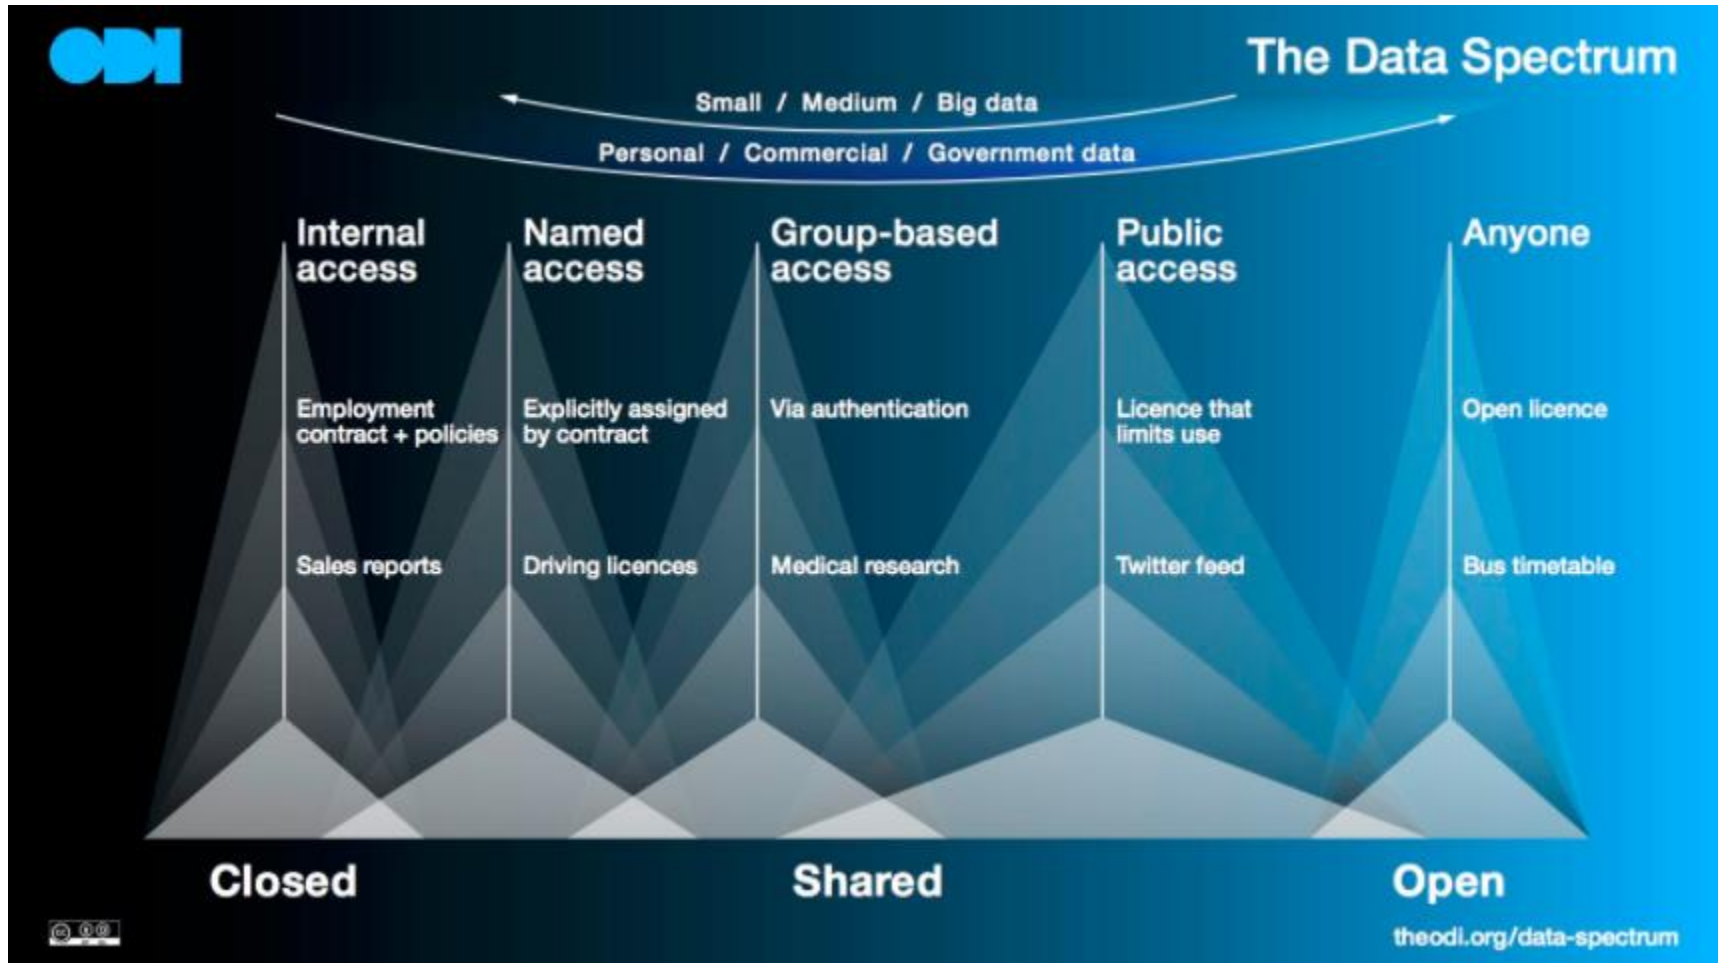 ODI
The Data Spectrum
Small / Medium / Big data
Personal / Commercial / Government data
Internal
access
Named
access
Group-based
access
Public
access
Anyone
Employment
contract + policies
Explicitly assigned
by contract
Via authentication
Licence that
limits use
Open licence
Sales reports
Driving licences
Medical research
Twitter feed
Bus timetable
Closed
Shared
Open
cc
theodi.org/data-spectrum